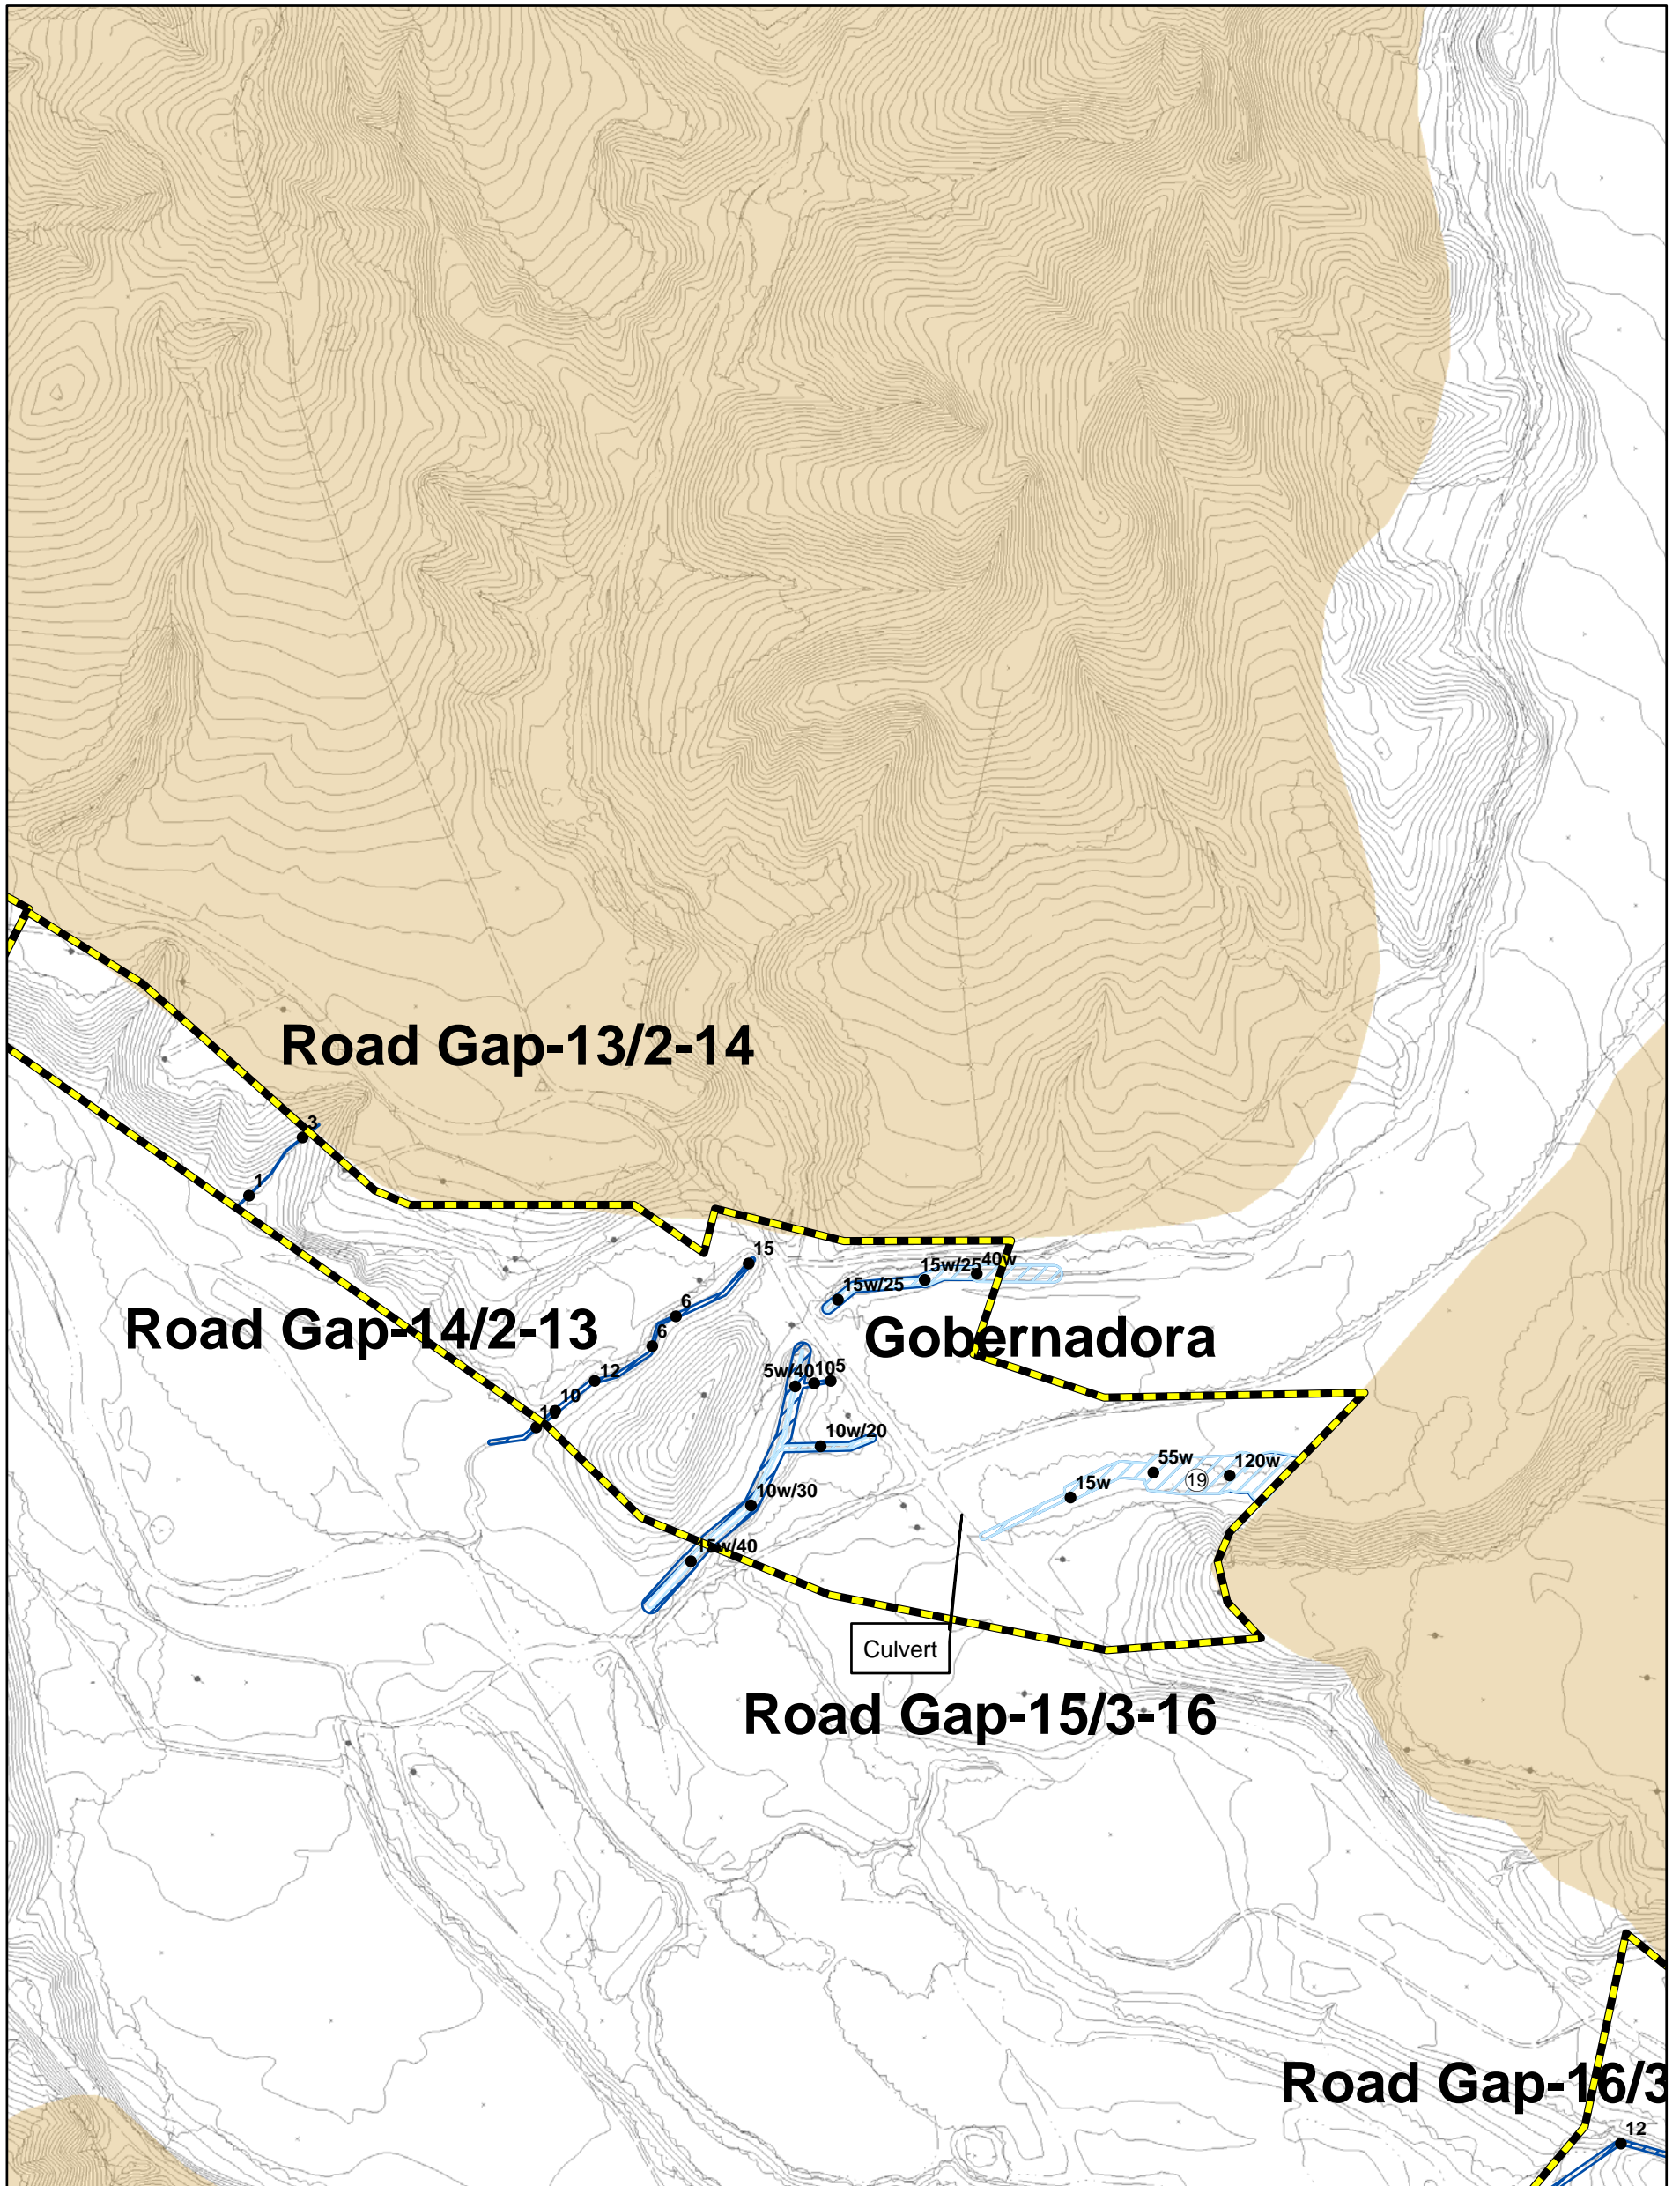 Road Gap-13/2-14
3
1
15
15w/25
40w
15w/25
6
Road Gap-14/2-13
Gobernadora
6
12
5w/40
10
5
10
1
10w/20
55w
120w
19
15w
10w/30
15w/40
Culvert
Road Gap-15/3-16
Road Gap-16/3
12